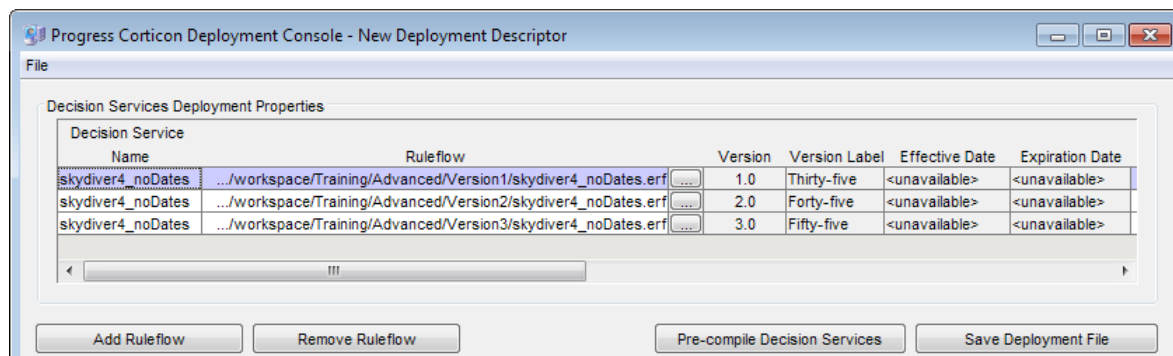 Progress Corticon Deployment Console - New Deployment Descriptor
File
Decision Services Deployment Properties
Decision Service
Name Ruleflow Version Version Label Effective Date Expiration Date
skydiver4_noDates .../workspace/Training/Advanced/Version1/skydiver4_noDates.erf ... 1.0 Thirty-five <unavailable> <unavailable>
skydiver4_noDates .../workspace/Training/Advanced/Version2/skydiver4_noDates.erf ... 2.0 Forty-five <unavailable> <unavailable>
skydiver4_noDates .../workspace/Training/Advanced/Version3/skydiver4_noDates.erf ... 3.0 Fifty-five <unavailable> <unavailable>
Add Ruleflow Remove Ruleflow Pre-compile Decision Services Save Deployment File